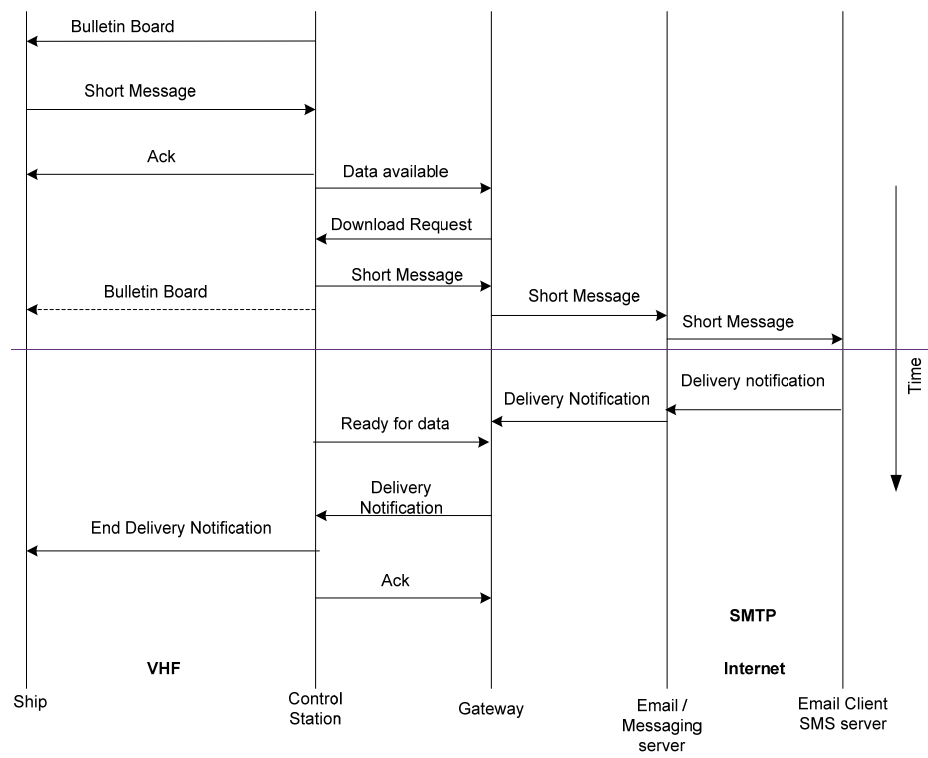 Bulletin Board
Short Message
Ack
Data available
Download Request
Short Message
Bulletin Board
Short Message
Short Message
Time
Delivery notification
Delivery Notification
Ready for data
Delivery
Notification
End Delivery Notification
Ack
SMTP
VHF
Internet
Ship
Control
Station
Gateway
Email /
Messaging
server
Email Client
SMS server